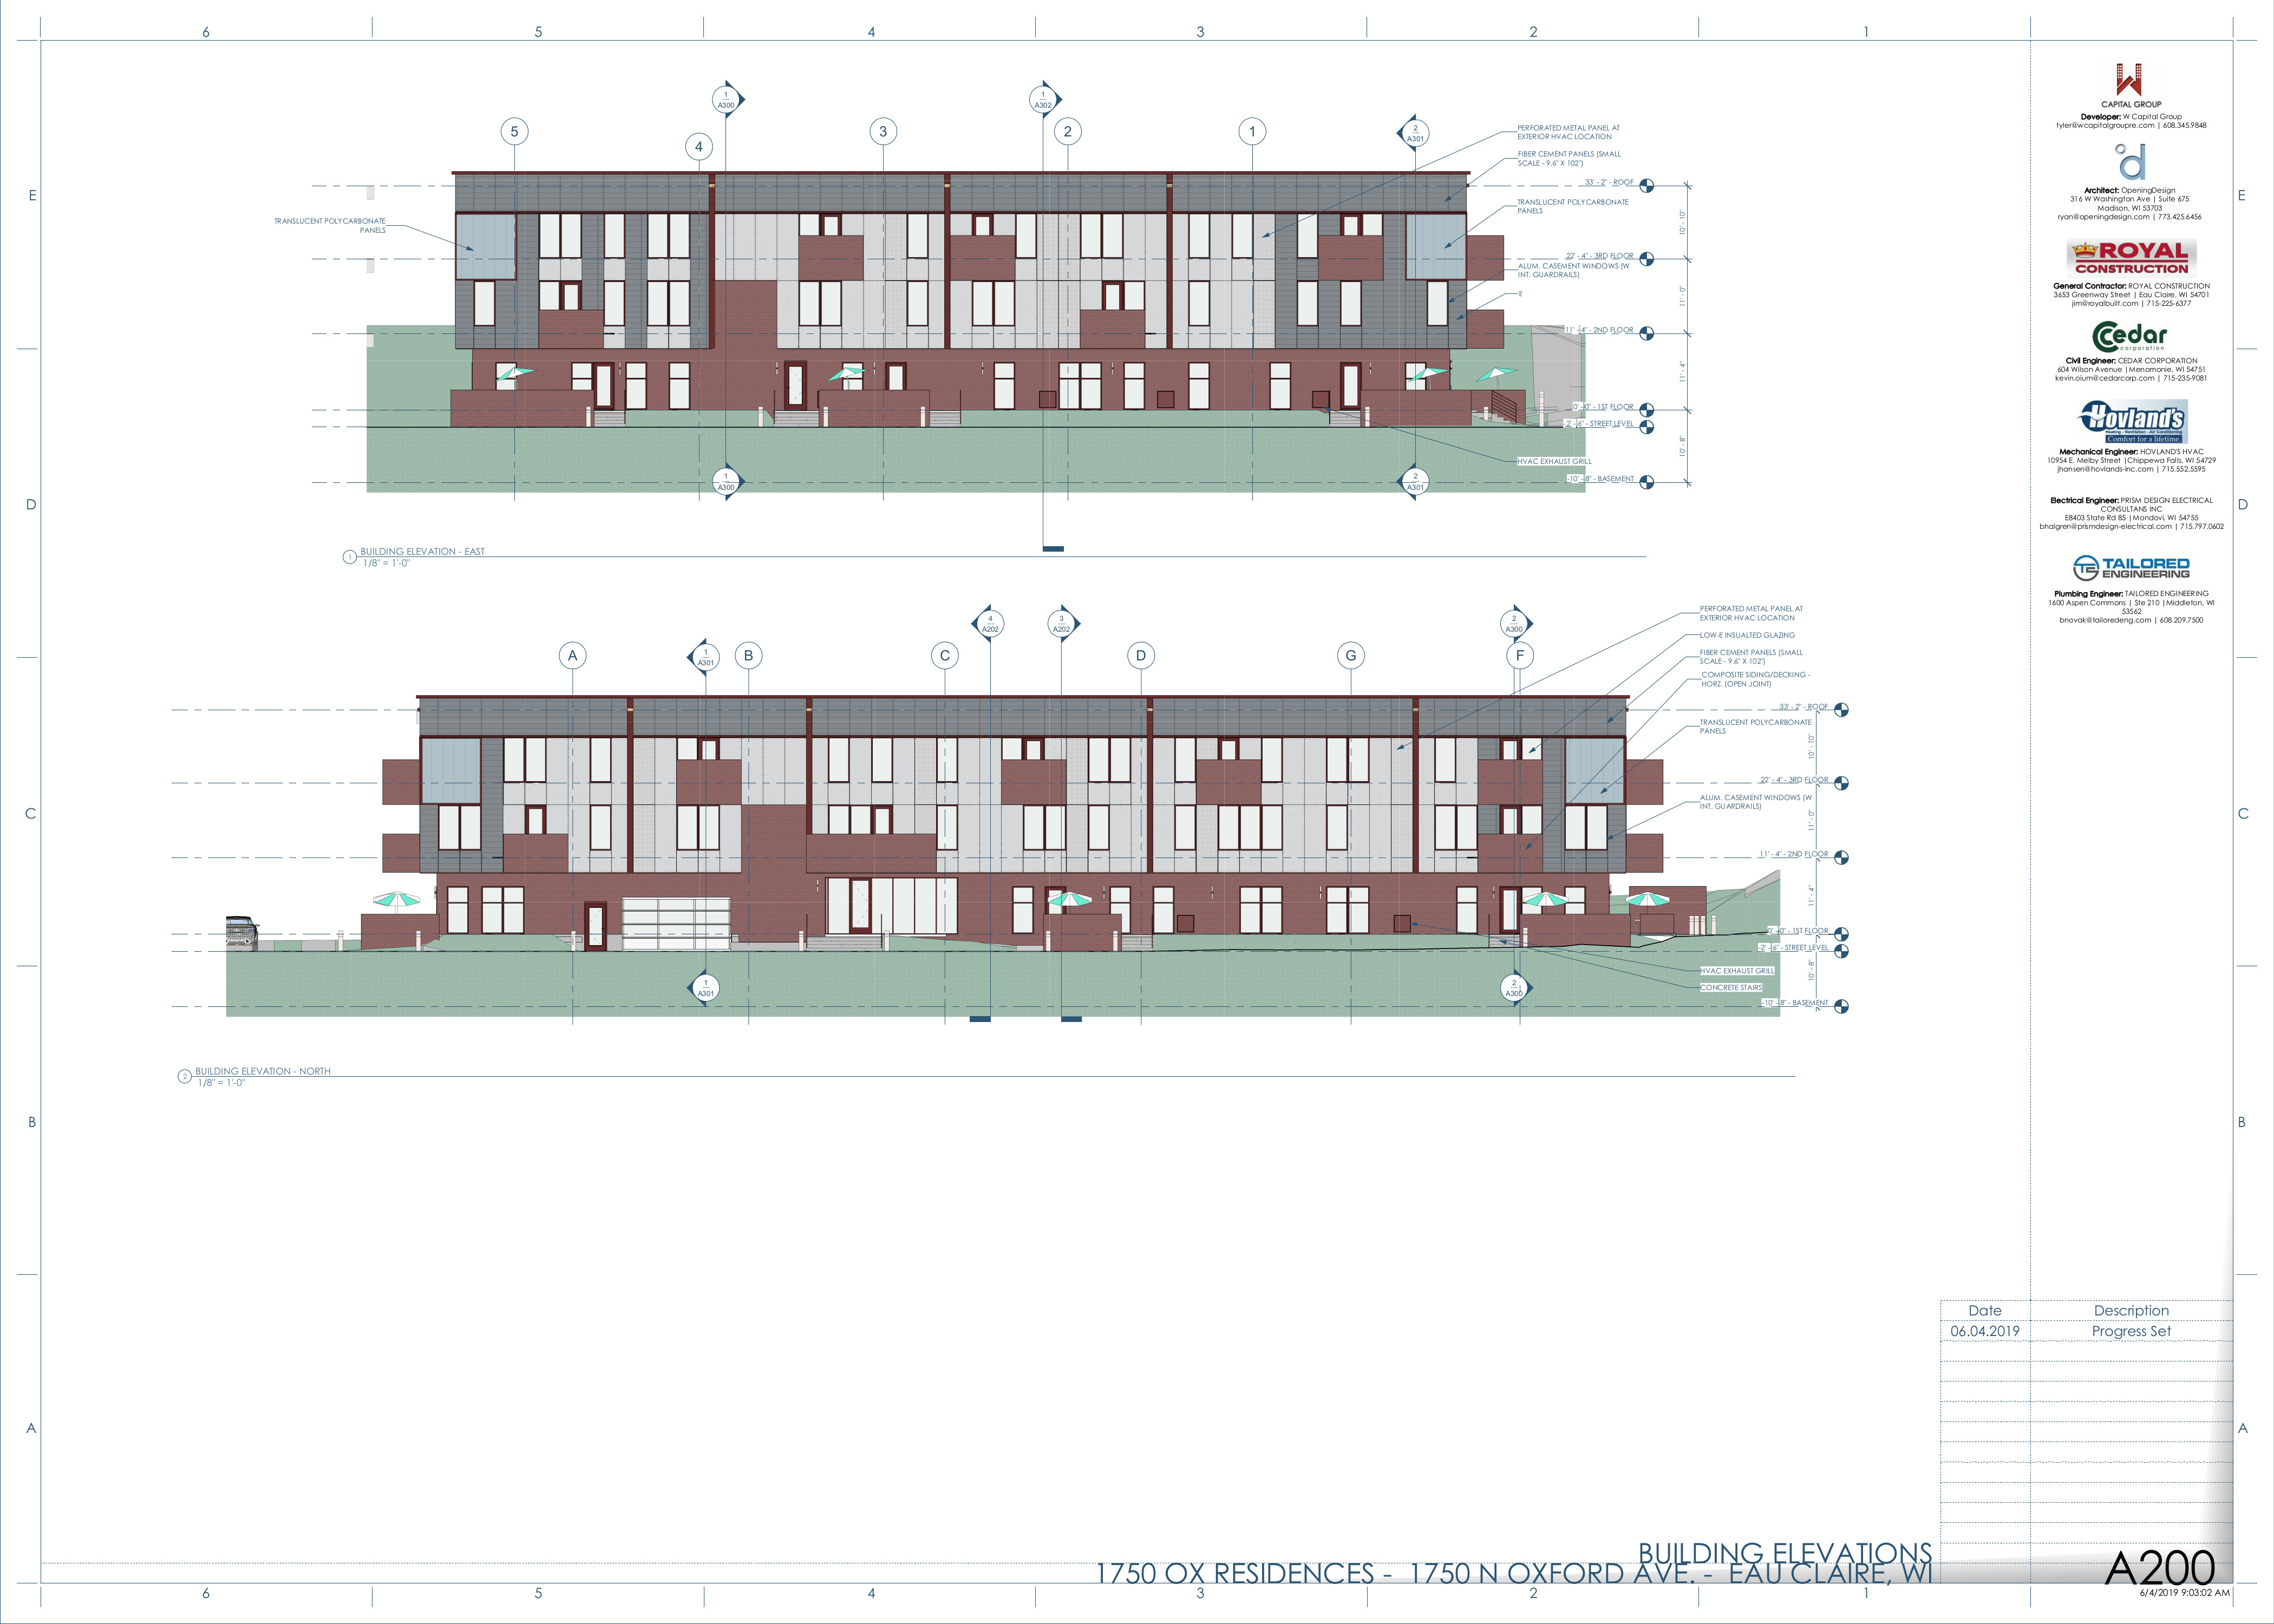 6 5 4 3 2 1
E
D
C
B
A
E
D
C
B
A
1
A300
1
A302
2
A301
5
4
3
2
1
PERFORATED METAL PANEL AT
EXTERIOR HVAC LOCATION
FIBER CEMENT PANELS (SMALL
SCALE - 9.6" X 102")
33' - 2" - ROOF
TRANSLUCENT POLYCARBONATE
PANELS
TRANSLUCENT POLYCARBONATE
PANELS
22' - 4" - 3RD FLOOR
ALUM. CASEMENT WINDOWS (W
INT. GUARDRAILS)
?
11' - 4" - 2ND FLOOR
0' - 0" - 1ST FLOOR
-2' - 6" - STREET LEVEL
HVAC EXHAUST GRILL
-10' - 8" - BASEMENT
10' - 10"
11' - 0"
11' - 4"
10' - 8"
1
A300
2
A301
1
BUILDING ELEVATION - EAST
1/8" = 1'-0"
4
A202
3
A202
2
A300
1
A301
A
B
C
D
G
F
PERFORATED METAL PANEL AT
EXTERIOR HVAC LOCATION
LOW-E INSUALTED GLAZING
FIBER CEMENT PANELS (SMALL
SCALE - 9.6" X 102")
COMPOSITE SIDING/DECKING -
HORZ. (OPEN JOINT)
33' - 2" - ROOF
TRANSLUCENT POLYCARBONATE
PANELS
22' - 4" - 3RD FLOOR
ALUM. CASEMENT WINDOWS (W
INT. GUARDRAILS)
11' - 4" - 2ND FLOOR
0' - 0" - 1ST FLOOR
-2' - 6" - STREET LEVEL
HVAC EXHAUST GRILL
CONCRETE STAIRS
-10' - 8" - BASEMENT
10' - 10"
11' - 0"
11' - 4"
10' - 8"
1
A301
2
A300
2
BUILDING ELEVATION - NORTH
1/8" = 1'-0"
W
CAPITAL GROUP
Developer: W Capital Group
tyler@wcapitalgroupre.com | 608.345.9848
d
Architect: OpeningDesign
316 W Washington Ave | Suite 675
Madison, WI 53703
ryan@openingdesign.com | 773.425.6456
ROYAL
CONSTRUCTION
General Contractor: ROYAL CONSTRUCTION
3653 Greenway Street | Eau Claire, WI 54701
jim@royalbuilt.com | 715-225-6377
Cedar
corporation
Civil Engineer: CEDAR CORPORATION
604 Wilson Avenue |Menomonie, WI 54751
kevin.oium@cedarcorp.com | 715-235-9081
Hovland's
Heating - Ventilation - Air Conditioning
Comfort for a lifetime.
Mechanical Engineer: HOVLAND'S HVAC
10954 E. Melby Street |Chippewa Falls, WI 54729
jhansen@hovlands-inc.com | 715.552.5595
Electrical Engineer: PRISM DESIGN ELECTRICAL
CONSULTANS INC
E8403 State Rd 85 |Mondovi, WI 54755
bhalgren@prismdesign-electrical.com | 715.797.0602
TE TAILORED
ENGINEERING
Plumbing Engineer: TAILORED ENGINEERING
1600 Aspen Commons | Ste 210 |Middleton, WI
53562
bnovak@tailoredeng.com | 608.209.7500
Date Description
06.04.2019 Progress Set
BUILDING ELEVATIONS
1750 OX RESIDENCES - 1750 N OXFORD AVE. - EAU CLAIRE, WI
A200
6/4/2019 9:03:02 AM
6 5 4 3 2 1